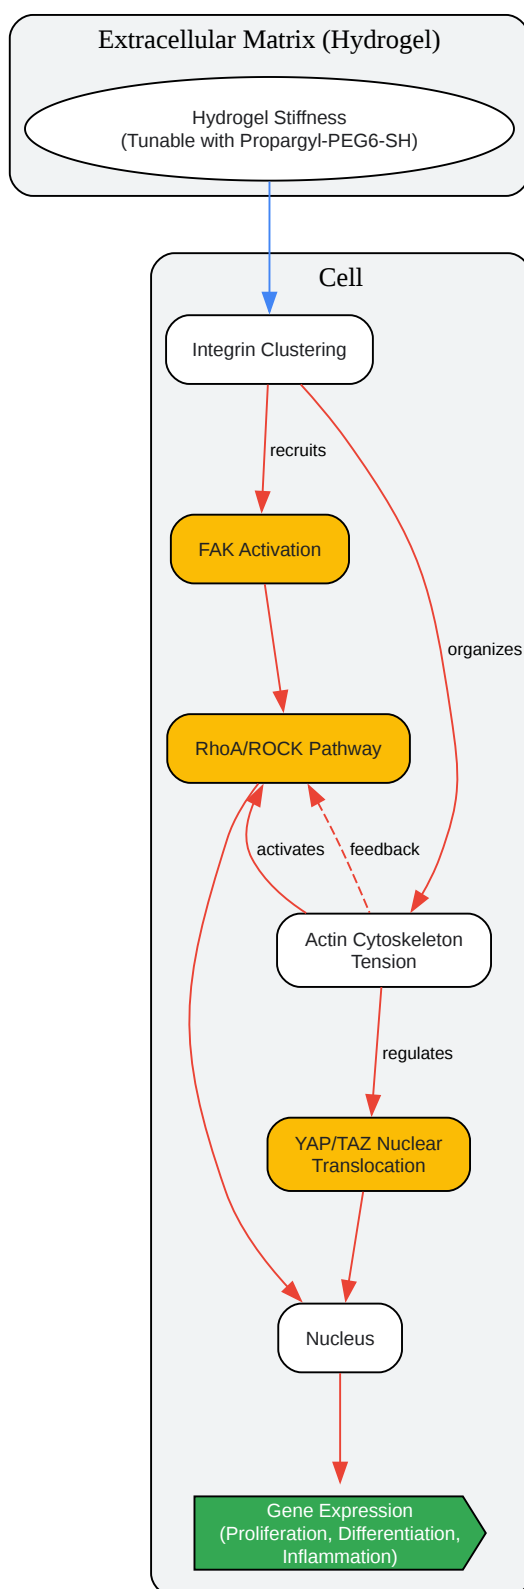 Extracellular Matrix (Hydrogel)
Hydrogel Stiffness
(Tunable with Propargyl-PEG6-SH)
Cell
Integrin Clustering
recruits
FAK Activation
organizes
RhoA/ROCK Pathway
activates
feedback
Actin Cytoskeleton
Tension
regulates
YAP/TAZ Nuclear
Translocation
Nucleus
Gene Expression
(Proliferation, Differentiation,
Inflammation)